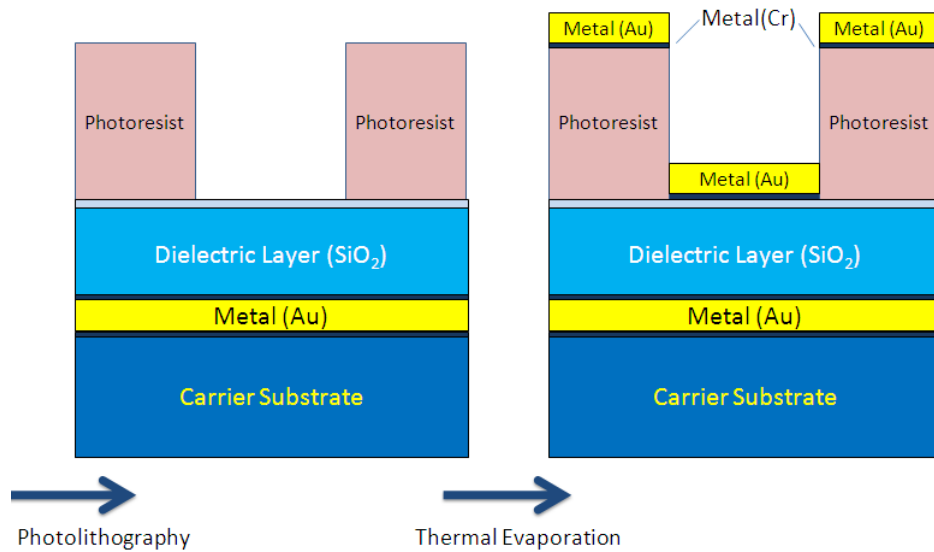 Metal (Au)
Metal(Cr)
Metal (Au)
Photoresist
Photoresist
Photoresist
Photoresist
Metal (Au)
Dielectric Layer (SiO₂)
Dielectric Layer (SiO₂)
Metal (Au)
Metal (Au)
Carrier Substrate
Carrier Substrate
Photolithography
Thermal Evaporation